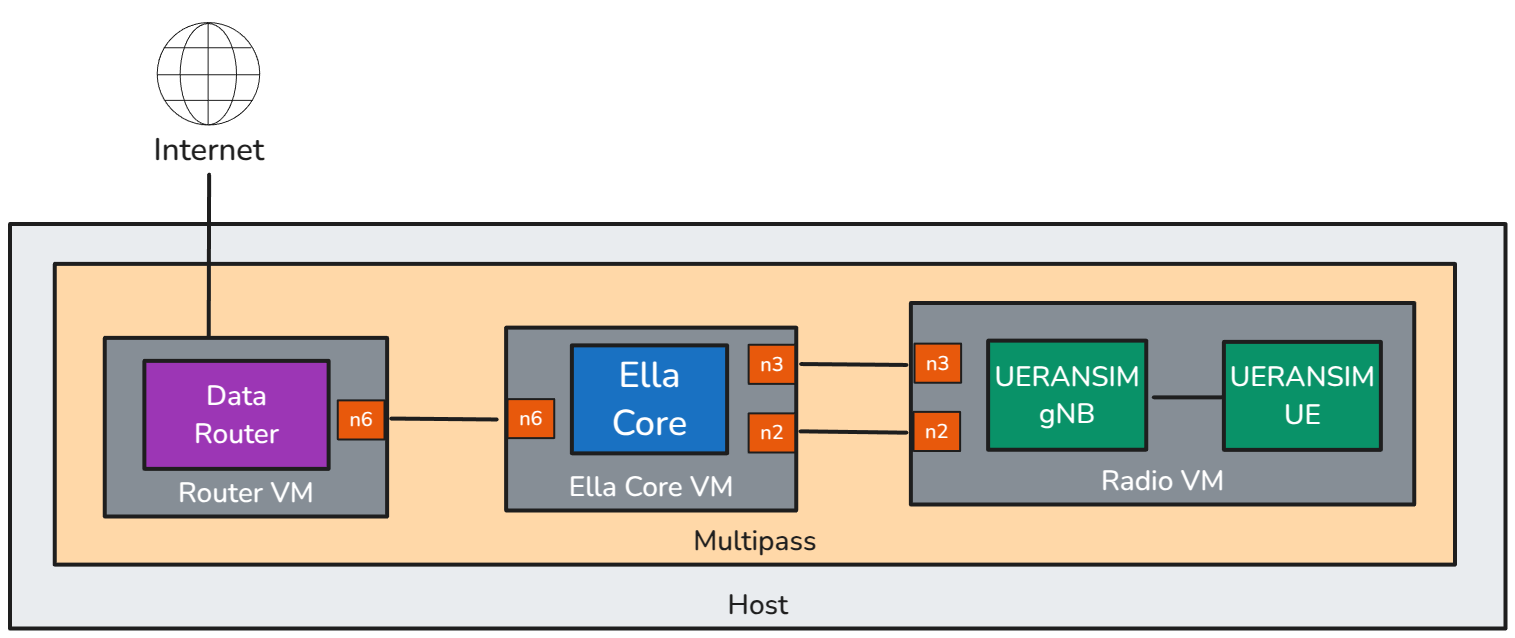 Internet
Data
Router
n6
Router VM
n6
Ella
Core
n3
n2
Ella Core VM
n3
n2
UERANSIM
gNB
UERANSIM
UE
Radio VM
Multipass
Host